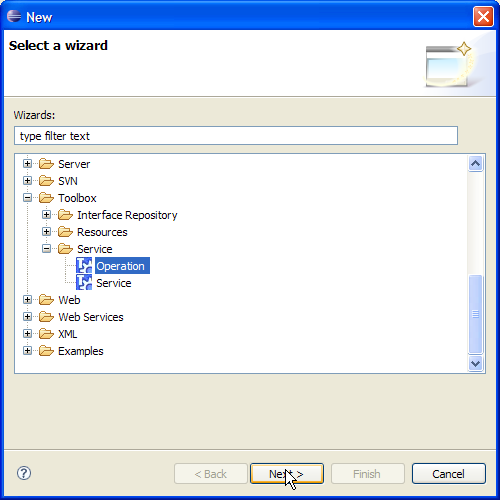 New
Select a wizard
Wizards:
type filter text
Server
SVN
Toolbox
Interface Repository
Resources
Service
Operation
Service
Web
Web Services
XML
Examples
? < Back Next > Finish Cancel